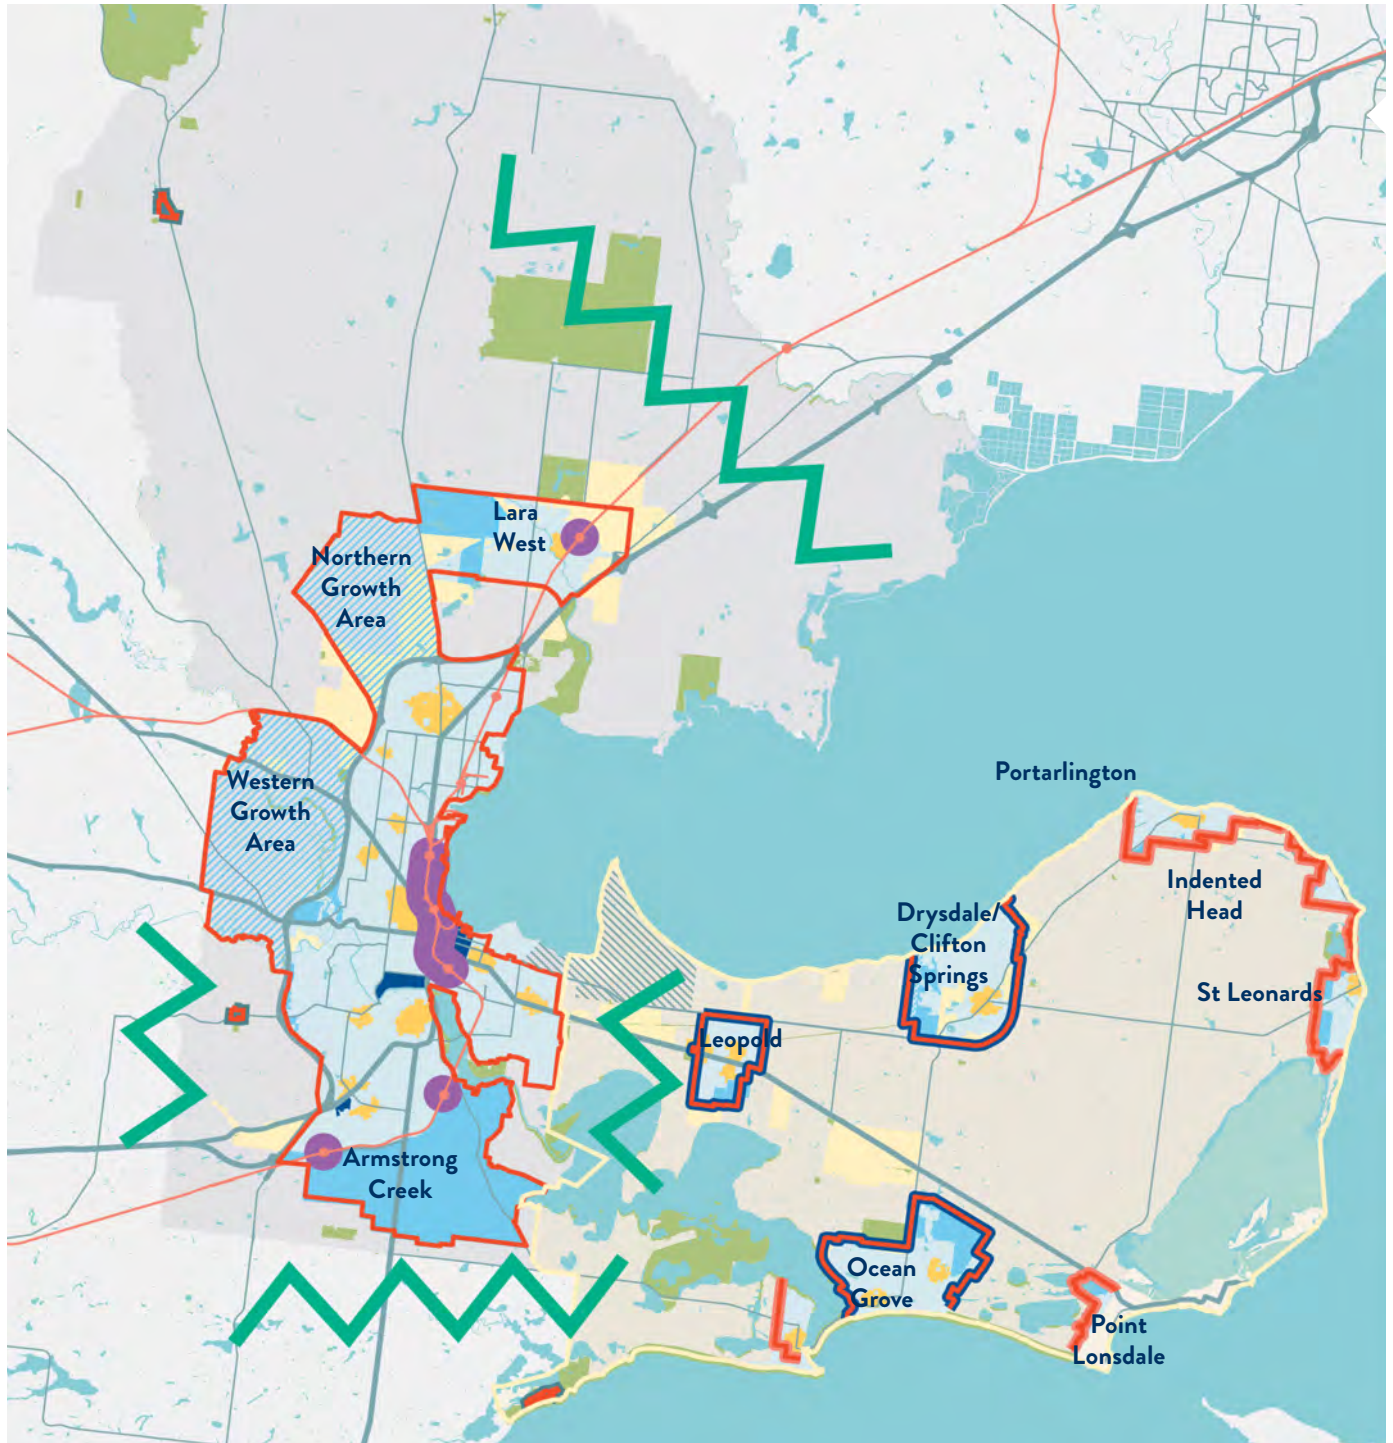 Lara
West
Northern
Growth
Area
Western
Growth
Area
Portarlington
Indented
Head
Drysdale/
Clifton
Springs
St Leonards
Leopold
Armstrong
Creek
Ocean
Grove
Point
Lonsdale